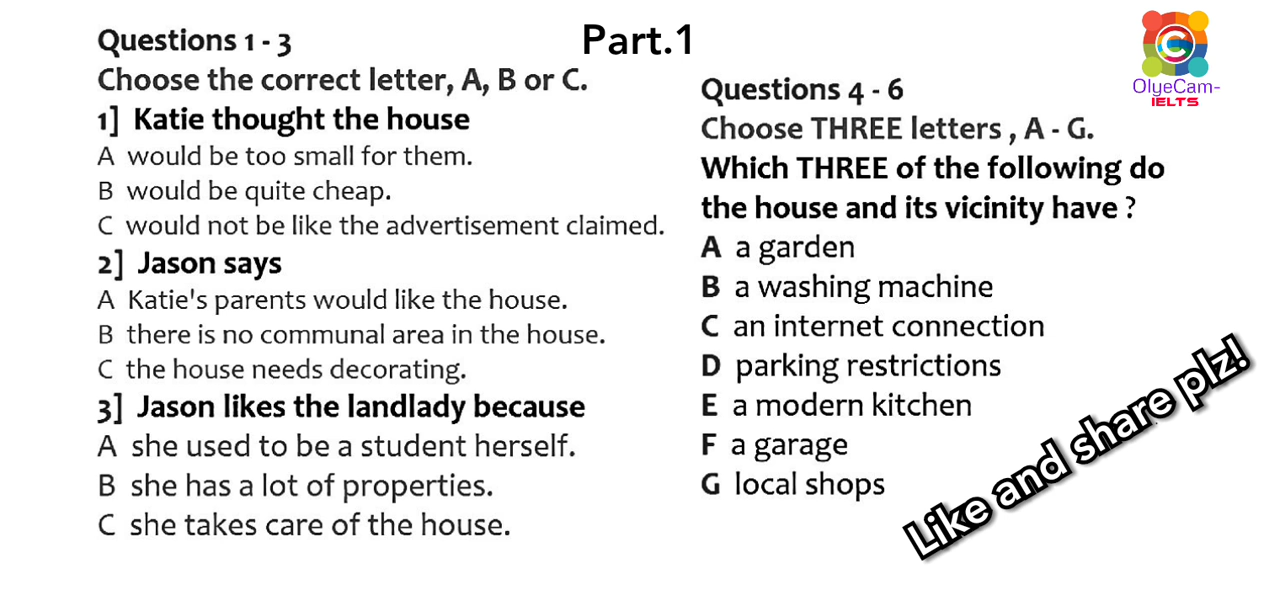 Part.1
Questions 1 - 3
Choose the correct letter, A, B or C.
1] Katie thought the house
A would be too small for them.
B would be quite cheap.
C would not be like the advertisement claimed.
2] Jason says
A Katie's parents would like the house.
B there is no communal area in the house.
C the house needs decorating.
3] Jason likes the landlady because
A she used to be a student herself.
B she has a lot of properties.
C she takes care of the house.
Questions 4 - 6
Choose THREE letters , A - G.
Which THREE of the following do
the house and its vicinity have ?
A a garden
B a washing machine
C an internet connection
D parking restrictions
E a modern kitchen
F a garage
G local shops
C
OlyeCam-
IELTS
Like and share plz!